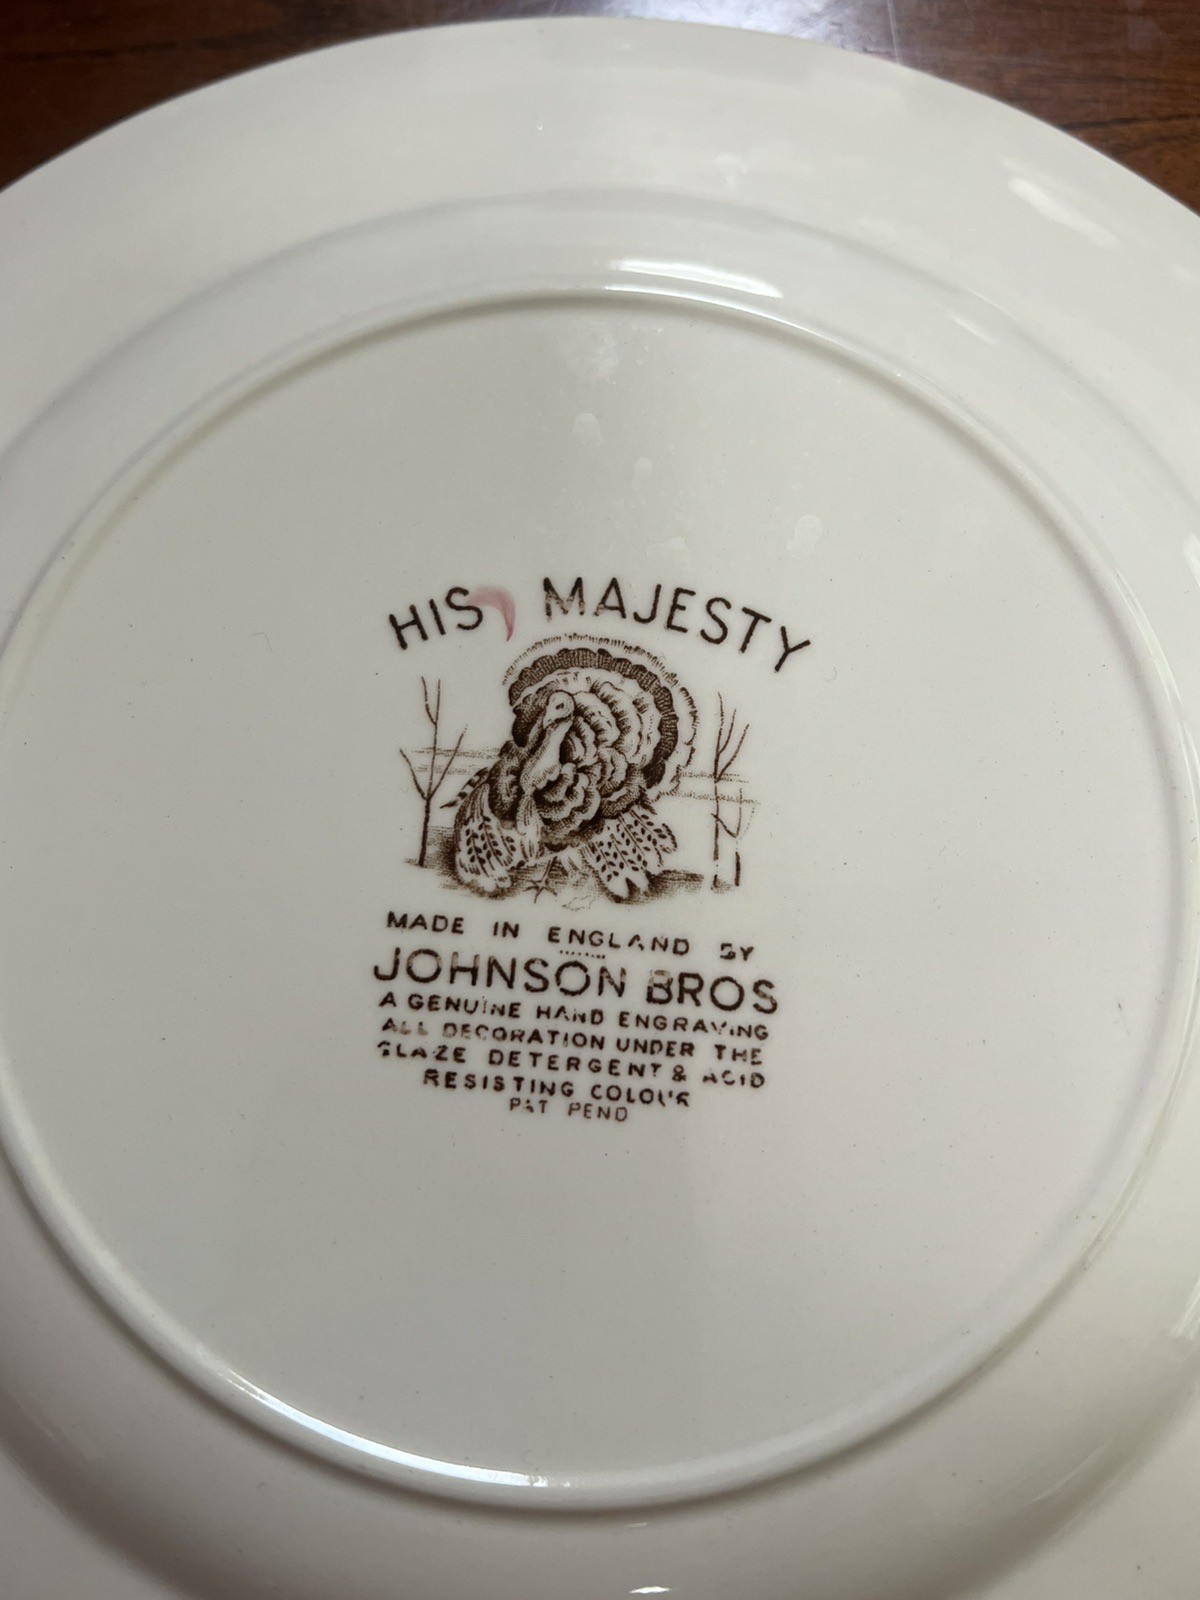 HIS MAJESTY
MADE IN ENGLAND BY
JOHNSON BROS
A GENUINE HAND ENGRAVING
ALL DECORATION UNDER THE
GLAZE DETERGENT & ACID
RESISTING COLOUR
PAT PEND